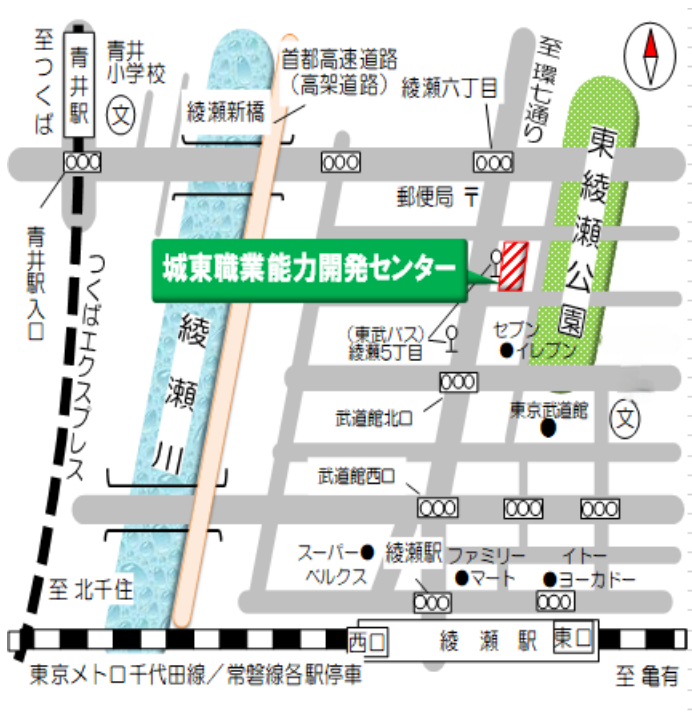 至つくば
青井駅
青井
小学校
文
綾瀬新橋
首都高速道路
（高架道路）
綾瀬六丁目
至環七通り
東綾瀬公園
郵便局 〒
青井駅入口
つくばエクスプレス
城東職業能力開発センター
綾瀬川
（東武バス）
綾瀬5丁目
セブン
●イレブン
武道館北口
東京武道館
●
文
武道館西口
スーパー●
ベルクス
綾瀬駅
ファミリー
●マート
イトー
●ヨーカドー
至 北千住
西口
綾瀬駅
東口
東京メトロ千代田線／常磐線各駅停車
至 亀有